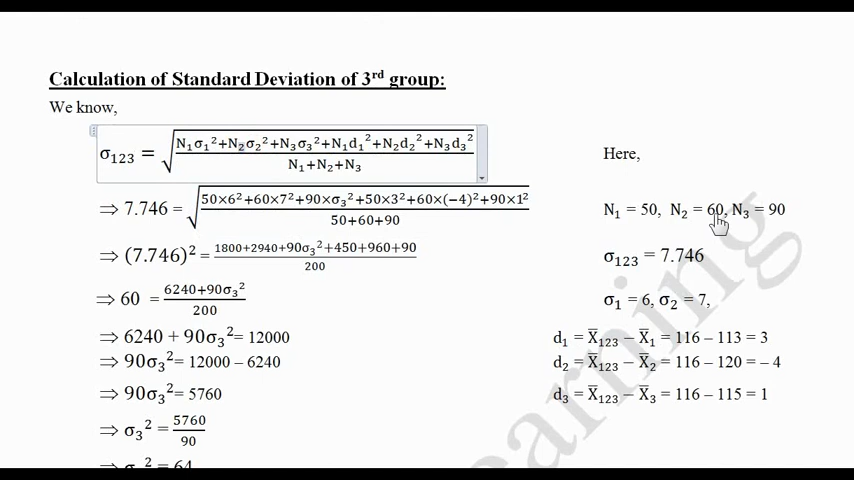 Calculation of Standard Deviation of 3rd group:
We know,
σ₁₂₃ = √((N₁σ₁²+N₂σ₂²+N₃σ₃²+N₁d₁²+N₂d₂²+N₃d₃²)/(N₁+N₂+N₃))
Here,
⇒ 7.746 = √((50×6²+60×7²+90×σ₃²+50×3²+60×(−4)²+90×1²)/(50+60+90))
N₁ = 50, N₂ = 60, N₃ = 90
⇒ (7.746)² = (1800+2940+90σ₃²+450+960+90)/200
σ₁₂₃ = 7.746
⇒ 60 = (6240+90σ₃²)/200
σ₁ = 6, σ₂ = 7,
⇒ 6240 + 90σ₃² = 12000
d₁ = X̄₁₂₃ − X̄₁ = 116 – 113 = 3
⇒ 90σ₃² = 12000 – 6240
d₂ = X̄₁₂₃ − X̄₂ = 116 – 120 = – 4
⇒ 90σ₃² = 5760
d₃ = X̄₁₂₃ − X̄₃ = 116 – 115 = 1
⇒ σ₃² = 5760/90
⇒ σ₃² = 64
earning